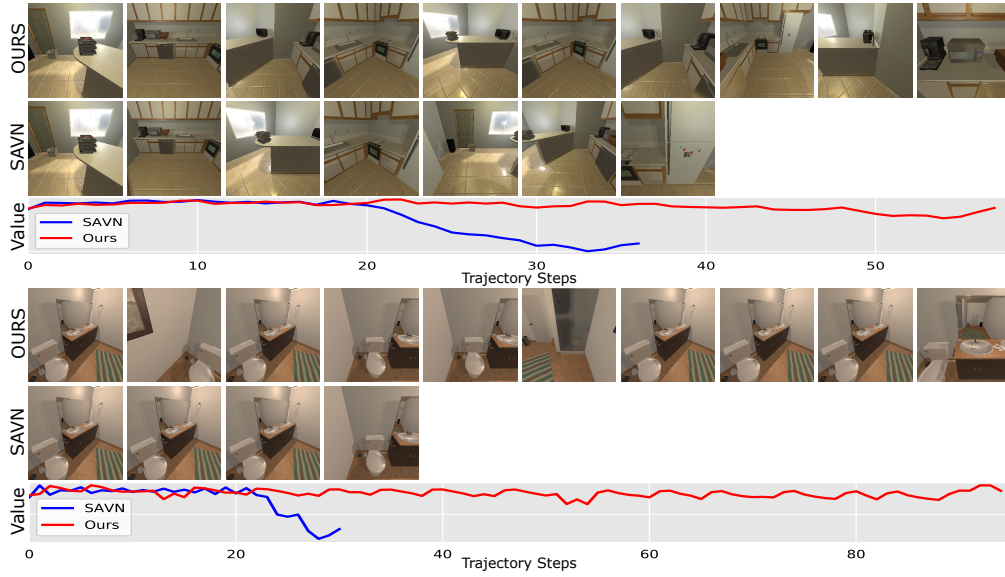 OURS
SAVN
Value
SAVN
Ours
0 10 20 30 40 50
Trajectory Steps
OURS
SAVN
Value
SAVN
Ours
0 20 40 60 80
Trajectory Steps